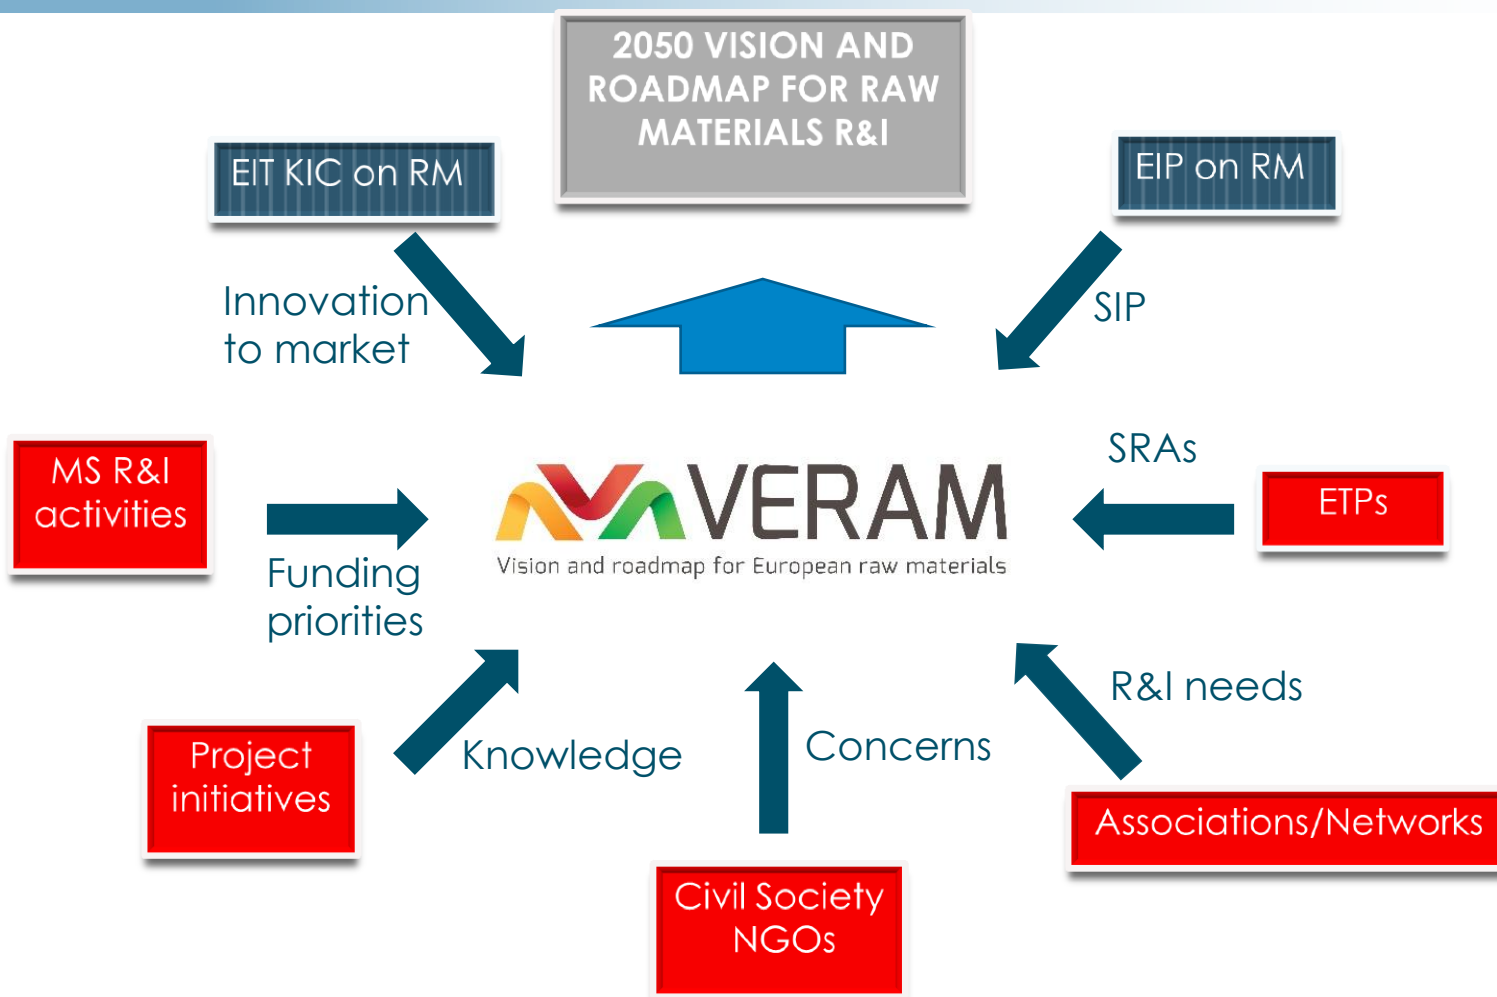 2050 VISION AND
ROADMAP FOR RAW
MATERIALS R&I
EIT KIC on RM
EIP on RM
Innovation
to market
SIP
MS R&I
activities
SRAs
ETPs
VERAM
Vision and roadmap for European raw materials
Funding
priorities
R&I needs
Project
initiatives
Knowledge
Concerns
Associations/Networks
Civil Society
NGOs